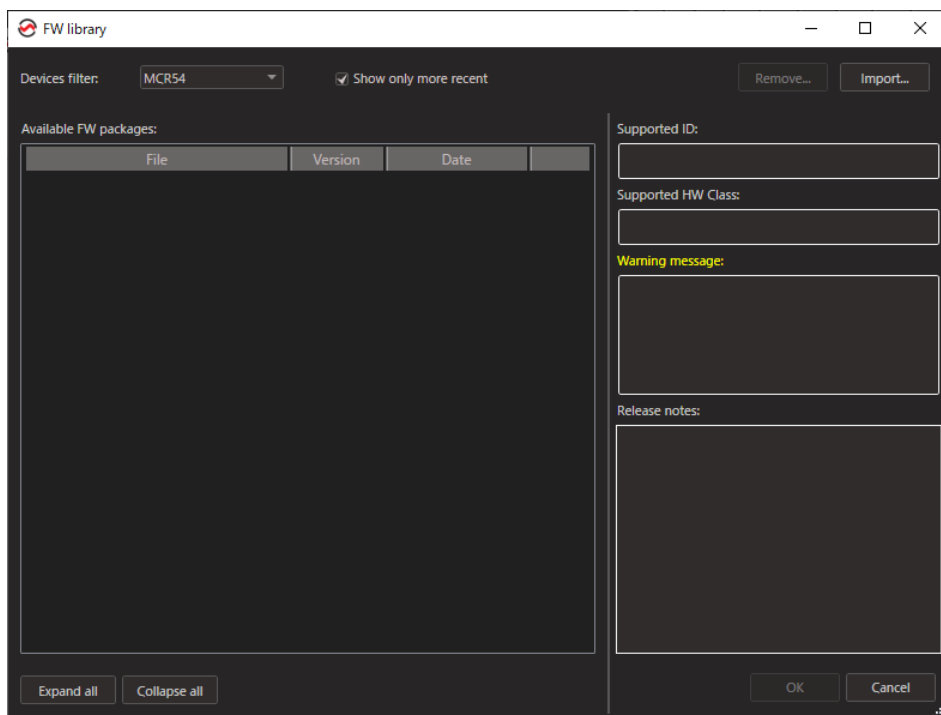 FW library
Devices filter: MCR54 Show only more recent Remove... Import...
Available FW packages:
File Version Date
Supported ID:
Supported HW Class:
Warning message:
Release notes:
Expand all Collapse all
OK Cancel